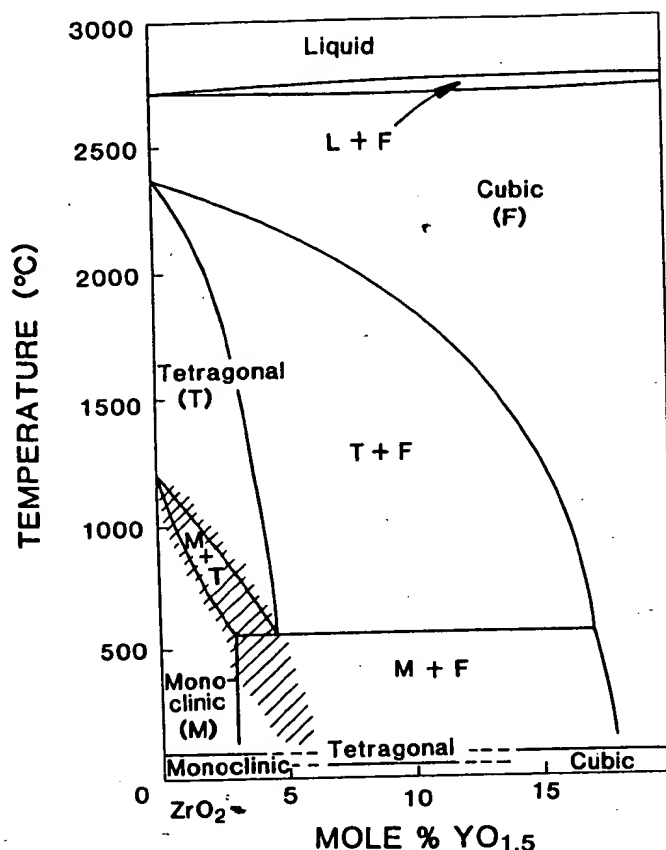 3000
Liquid
2500
L + F
Cubic
(F)
2000
TEMPERATURE (°C)
Tetragonal
(T)
1500
T + F
1000
M
+
T
500
M + F
Mono-
clinic
(M)
Tetragonal
Monoclinic
Cubic
0
5
10
15
ZrO₂
MOLE % YO₁.₅